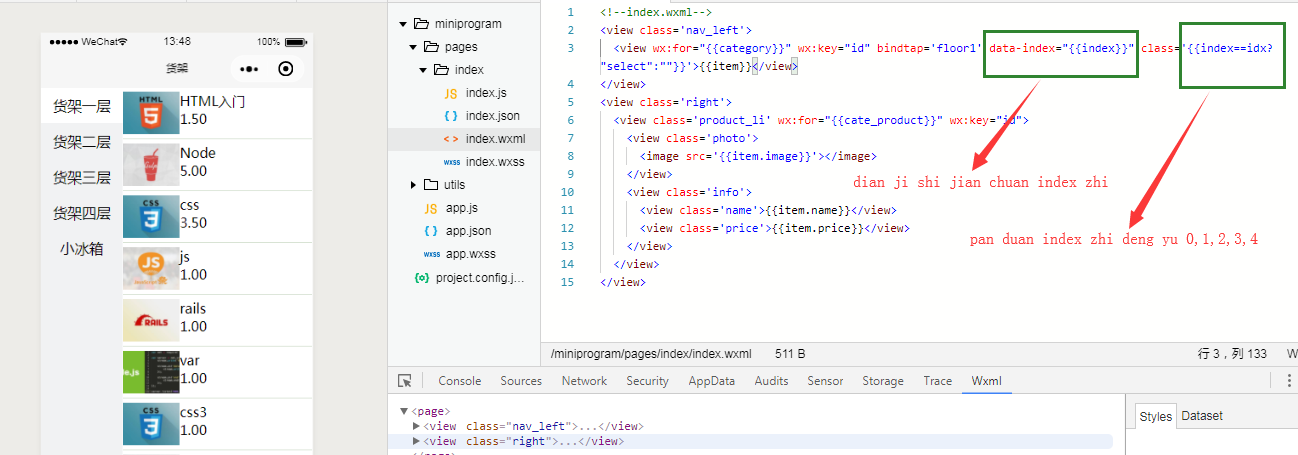 ●●●●● WeChat 13:48 100%
货架
货架一层
货架二层
货架三层
货架四层
小冰箱
HTML入门
1.50
Node
5.00
css
3.50
js
1.00
rails
1.00
var
1.00
css3
1.00
HTML
5
CSS
3
JS
RAILS
de.js
CSS
3
miniprogram
pages
index
JS index.js
{ } index.json
< > index.wxml
wxss index.wxss
utils
JS app.js
{ } app.json
wxss app.wxss
{o} project.config.j...
1 <!--index.wxml-->
2 <view class='nav_left'>
3 <view wx:for="{{category}}" wx:key="id" bindtap='floor1' data-index="{{index}}" class='{{index==idx?
"select":""}}'>{{item}}</view>
4 </view>
5 <view class='right'>
6 <view class='product_li' wx:for="{{cate_product}}" wx:key="id">
7 <view class='photo'>
8 <image src='{{item.image}}'></image>
9 </view>
10 <view class='info'>
11 <view class='name'>{{item.name}}</view>
12 <view class='price'>{{item.price}}</view>
13 </view>
14 </view>
15 </view>
dian ji shi jian chuan index zhi
pan duan index zhi deng yu 0,1,2,3,4
/miniprogram/pages/index/index.wxml 511 B 行 3，列 133 W
Console Sources Network Security AppData Audits Sensor Storage Trace Wxml
<page>
<view class="nav_left">...</view>
<view class="right">...</view>
</page>
Styles Dataset